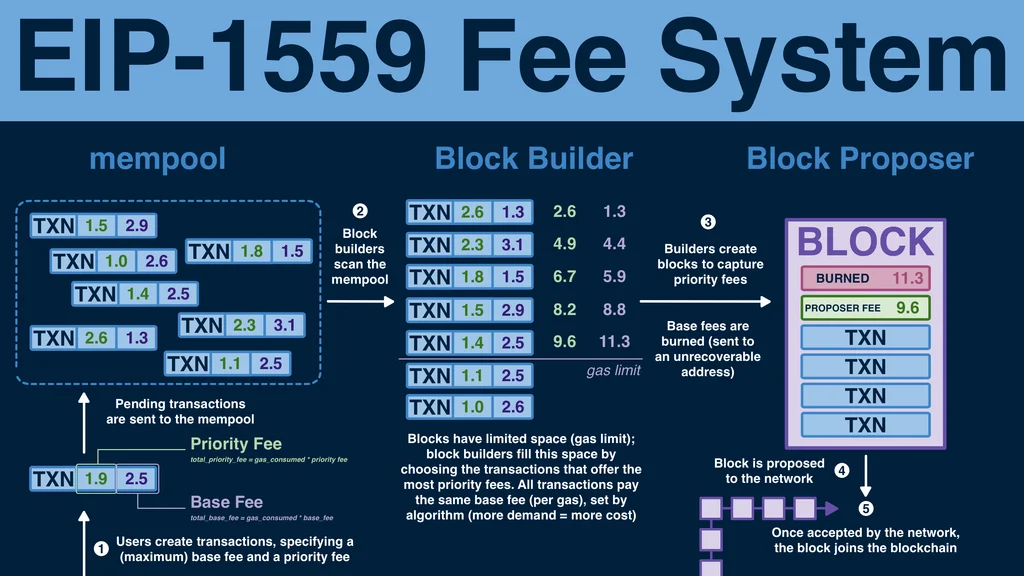 EIP-1559 Fee System
mempool
TXN 1.5 2.9
TXN 1.8 1.5
TXN 1.0 2.6
TXN 1.4 2.5
TXN 2.3 3.1
TXN 2.6 1.3
TXN 1.1 2.5
Pending transactions
are sent to the mempool
Priority Fee
total_priority_fee = gas_consumed * priority fee
TXN 1.9 2.5
Base Fee
total_base_fee = gas_consumed * base_fee
1
Users create transactions, specifying a
(maximum) base fee and a priority fee
2
Block
builders
scan the
mempool
Block Builder
TXN 2.6 1.3 2.6 1.3
TXN 2.3 3.1 4.9 4.4
TXN 1.8 1.5 6.7 5.9
TXN 1.5 2.9 8.2 8.8
TXN 1.4 2.5 9.6 11.3
gas limit
TXN 1.1 2.5
TXN 1.0 2.6
Blocks have limited space (gas limit);
block builders fill this space by
choosing the transactions that offer the
most priority fees. All transactions pay
the same base fee (per gas), set by
algorithm (more demand = more cost)
3
Builders create
blocks to capture
priority fees
Base fees are
burned (sent to
an unrecoverable
address)
Block Proposer
BLOCK
BURNED 11.3
PROPOSER FEE 9.6
TXN
TXN
TXN
TXN
Block is proposed
to the network
4
5
Once accepted by the network,
the block joins the blockchain